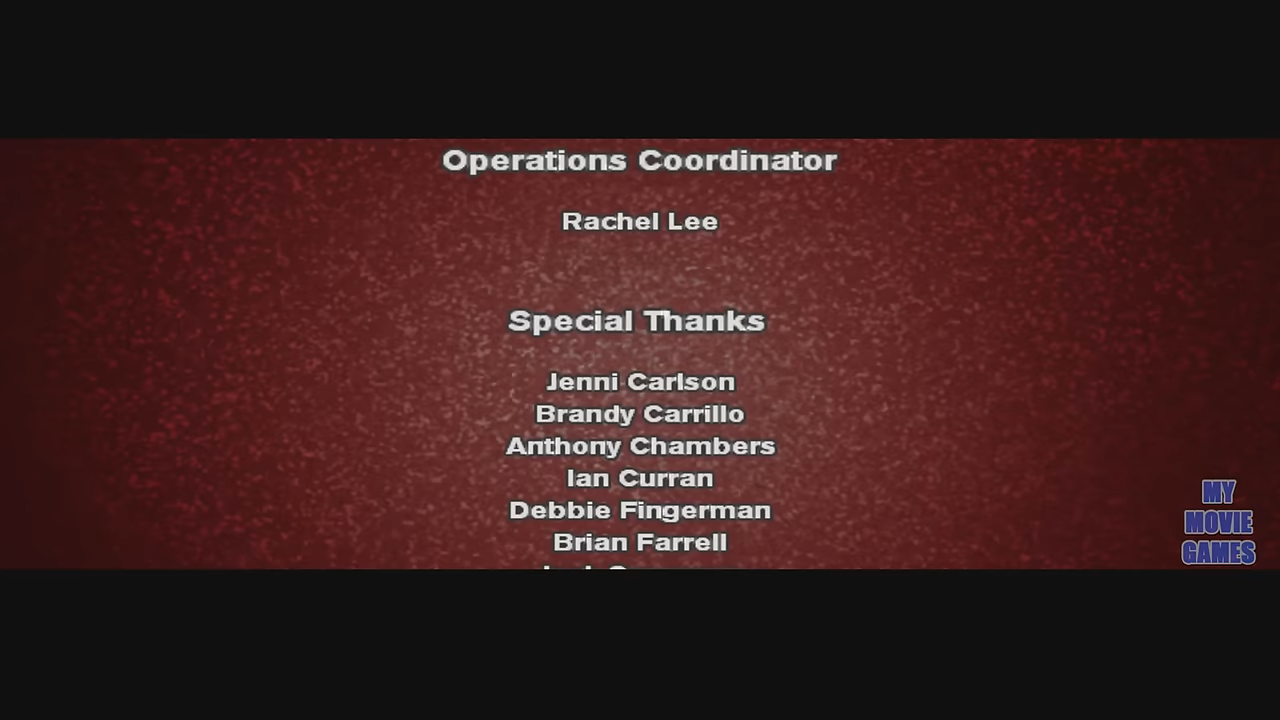 Operations Coordinator
Rachel Lee
Special Thanks
Jenni Carlson
Brandy Carrillo
Anthony Chambers
Ian Curran
Debbie Fingerman
Brian Farrell
MY
MOVIE
GAMES